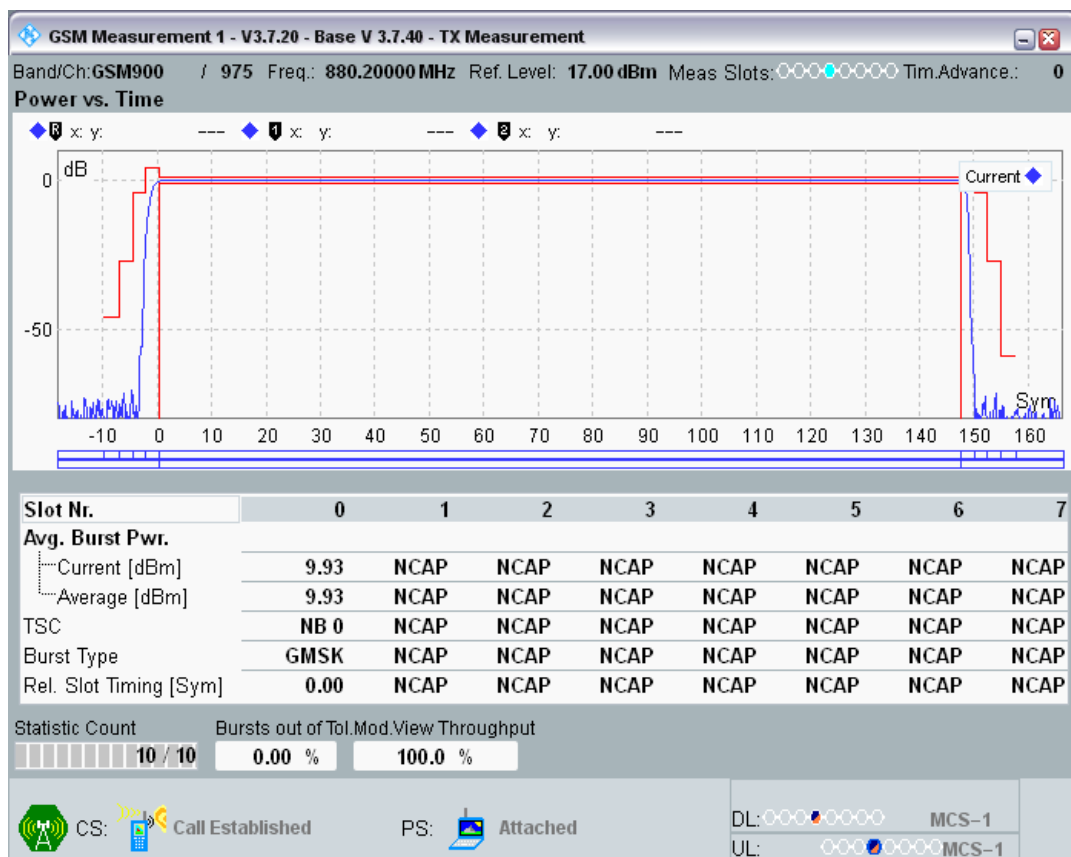 GSM Measurement 1 - V3.7.20 - Base V 3.7.40 - TX Measurement
Band/Ch:GSM900 / 975 Freq.: 880.20000 MHz Ref. Level: 17.00 dBm Meas Slots: Tim.Advance.: 0
Power vs. Time
R x: y: --- 1 x: y: --- 2 x: y: ---
dB
Current
0
-50
Sym
-10 0 10 20 30 40 50 60 70 80 90 100 110 120 130 140 150 160
Slot Nr. 0 1 2 3 4 5 6 7
Avg. Burst Pwr.
Current [dBm] 9.93 NCAP NCAP NCAP NCAP NCAP NCAP NCAP
Average [dBm] 9.93 NCAP NCAP NCAP NCAP NCAP NCAP NCAP
TSC NB 0 NCAP NCAP NCAP NCAP NCAP NCAP NCAP
Burst Type GMSK NCAP NCAP NCAP NCAP NCAP NCAP NCAP
Rel. Slot Timing [Sym] 0.00 NCAP NCAP NCAP NCAP NCAP NCAP NCAP
Statistic Count Bursts out of Tol.Mod.View Throughput
10 / 10 0.00 % 100.0 %
CS: Call Established PS: Attached
DL: MCS-1
UL: MCS-1